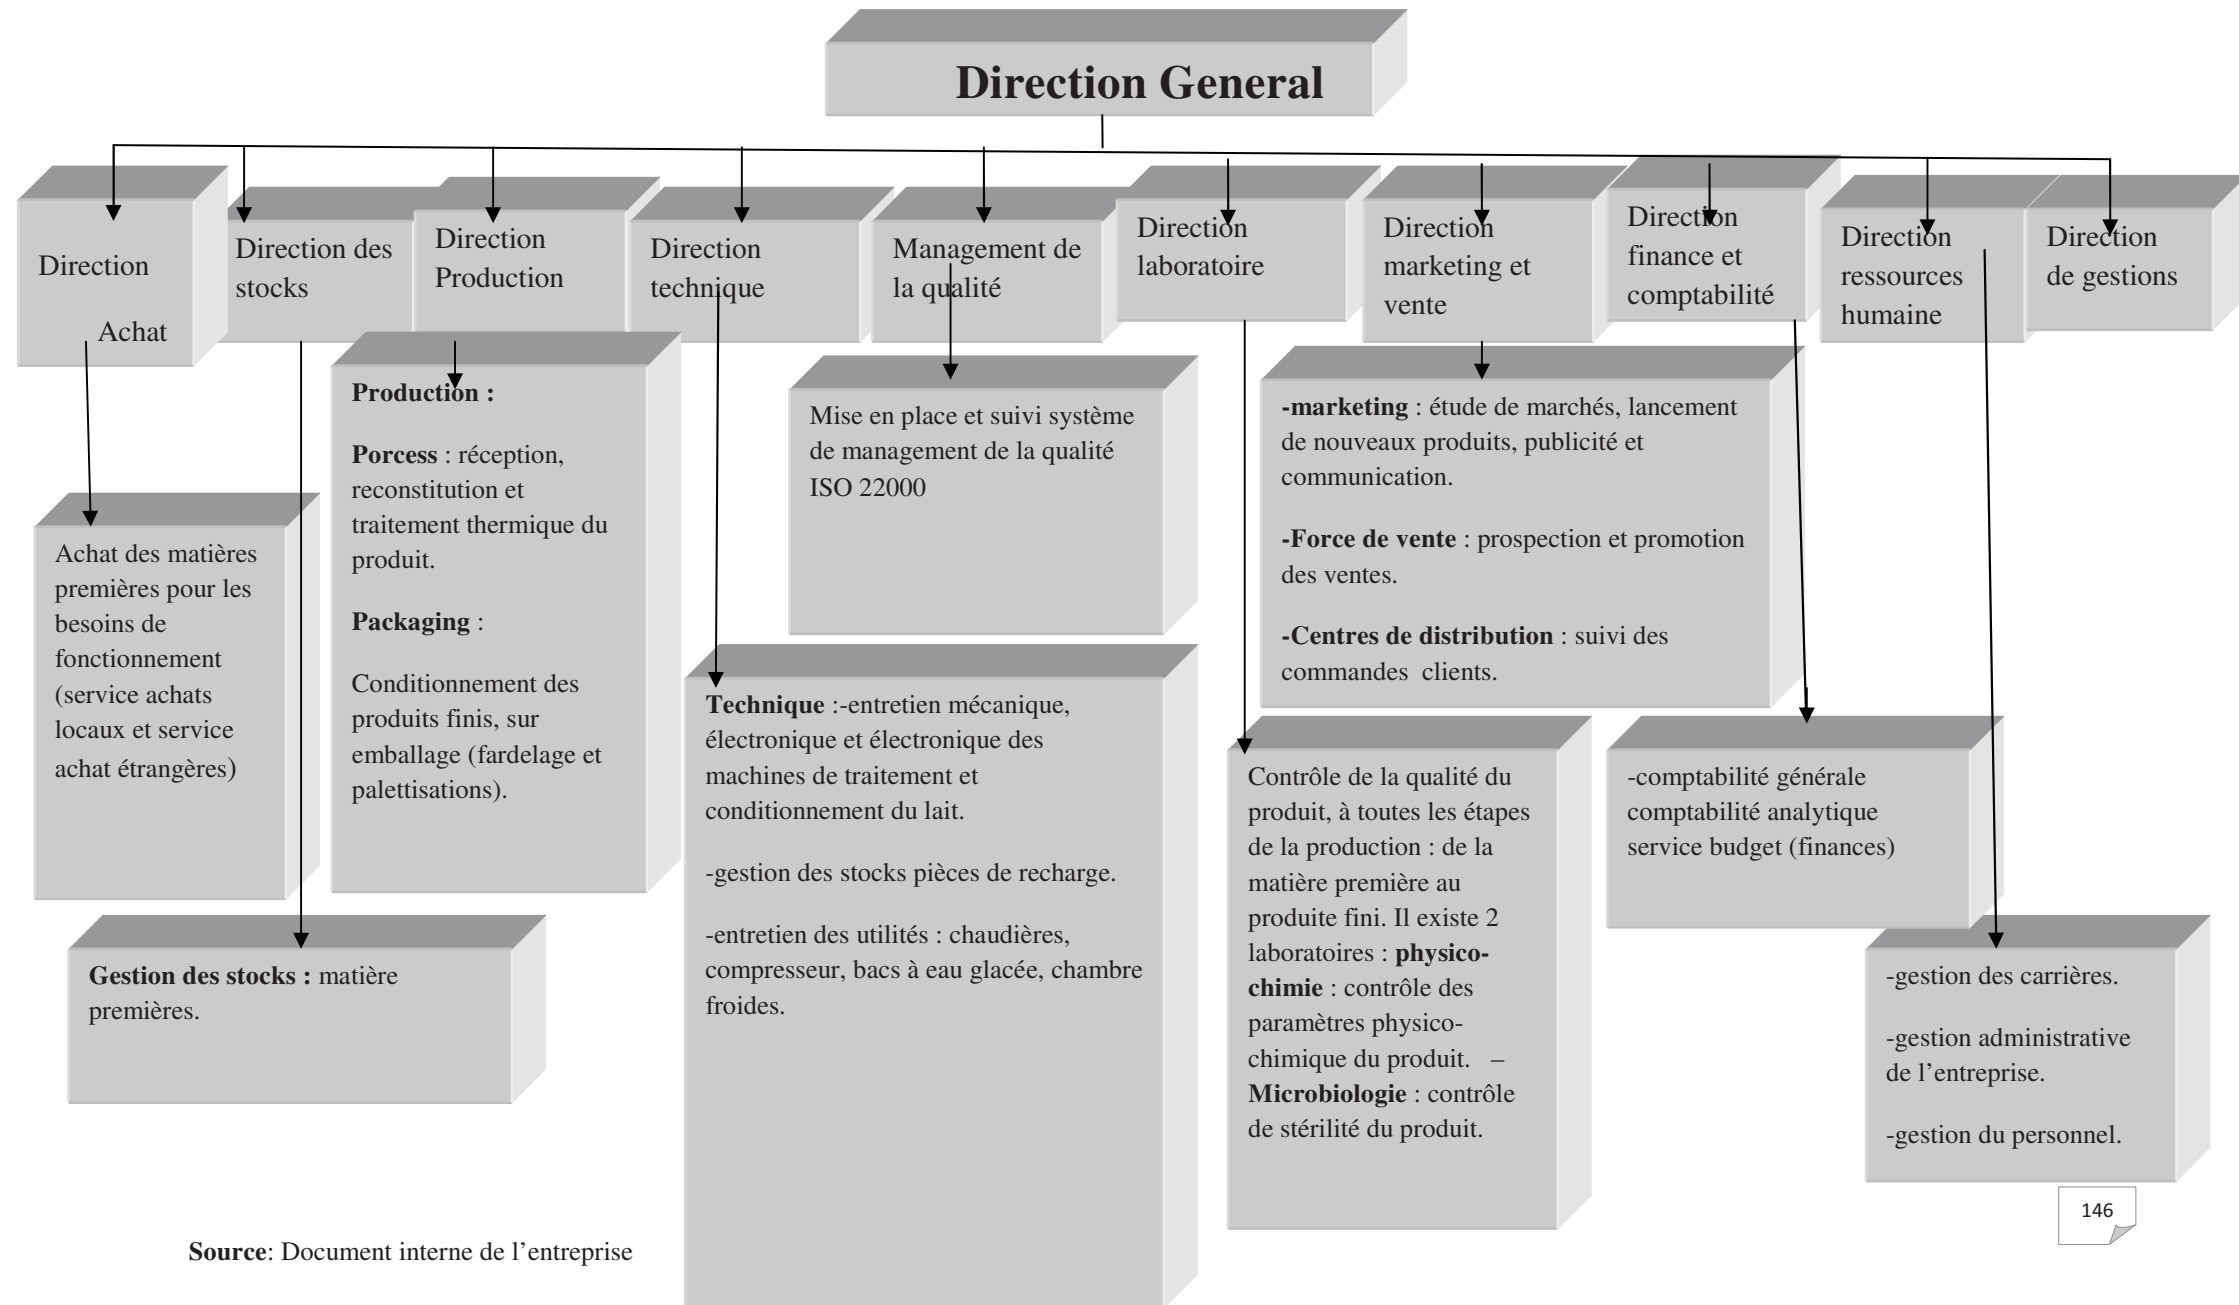 Direction General
Direction
Achat
Direction des
stocks
Direction
Production
Direction
technique
Management de
la qualité
Direction
laboratoire
Direction
marketing et
vente
Direction
finance et
comptabilité
Direction
ressources
humaine
Direction
de gestions
Achat des matières
premières pour les
besoins de
fonctionnement
(service achats
locaux et service
achat étrangères)
Gestion des stocks : matière
premières.
Production :
Porcess : réception,
reconstitution et
traitement thermique du
produit.
Packaging :
Conditionnement des
produits finis, sur
emballage (fardelage et
palettisations).
Technique :-entretien mécanique,
électronique et électronique des
machines de traitement et
conditionnement du lait.
-gestion des stocks pièces de recharge.
-entretien des utilités : chaudières,
compresseur, bacs à eau glacée, chambre
froides.
Mise en place et suivi système
de management de la qualité
ISO 22000
Contrôle de la qualité du
produit, à toutes les étapes
de la production : de la
matière première au
produite fini. Il existe 2
laboratoires : physico-
chimie : contrôle des
paramètres physico-
chimique du produit. –
Microbiologie : contrôle
de stérilité du produit.
-marketing : étude de marchés, lancement
de nouveaux produits, publicité et
communication.
-Force de vente : prospection et promotion
des ventes.
-Centres de distribution : suivi des
commandes clients.
-comptabilité générale
comptabilité analytique
service budget (finances)
-gestion des carrières.
-gestion administrative
de l’entreprise.
-gestion du personnel.
146
Source: Document interne de l’entreprise